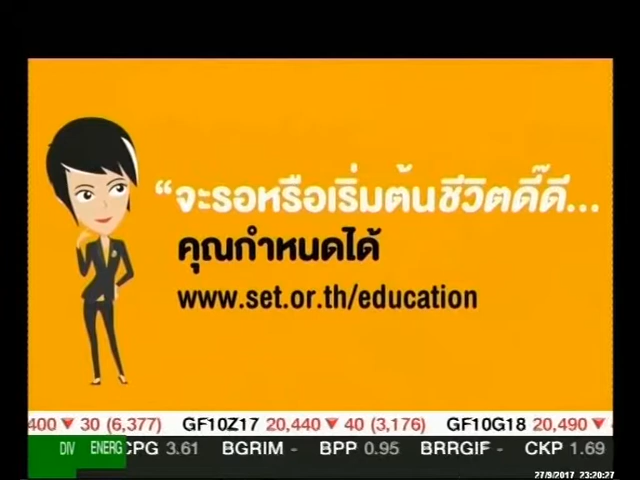 “จะรอหรือเริ่มต้นชีวิตดี๊ดี...
คุณกำหนดได้
www.set.or.th/education
400 ▼ 30 (6,377) GF10Z17 20,440 ▼ 40 (3,176) GF10G18 20,490 ▼
DIV ENERG CPG 3.61 BGRIM - BPP 0.95 BRRGIF - CKP 1.69
27/9/2017 23:20:27